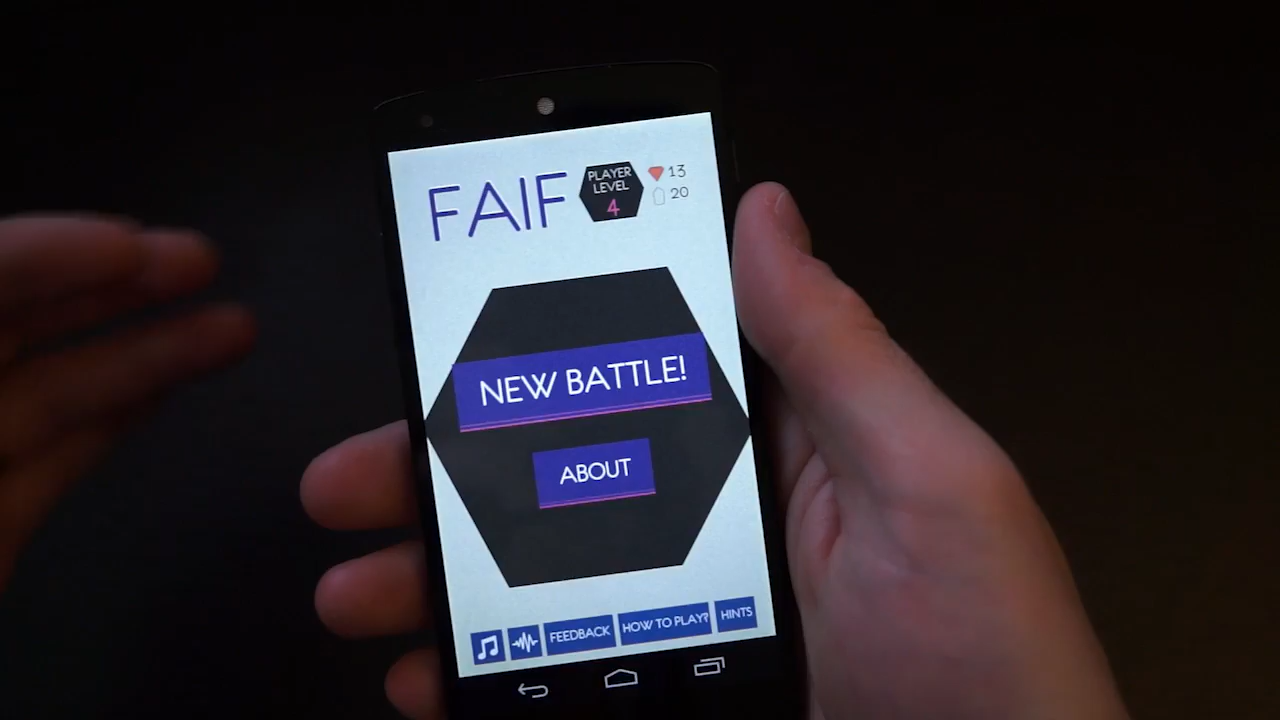 FAIF
PLAYER
LEVEL
4
13
20
NEW BATTLE!
ABOUT
FEEDBACK
HOW TO PLAY?
HINTS